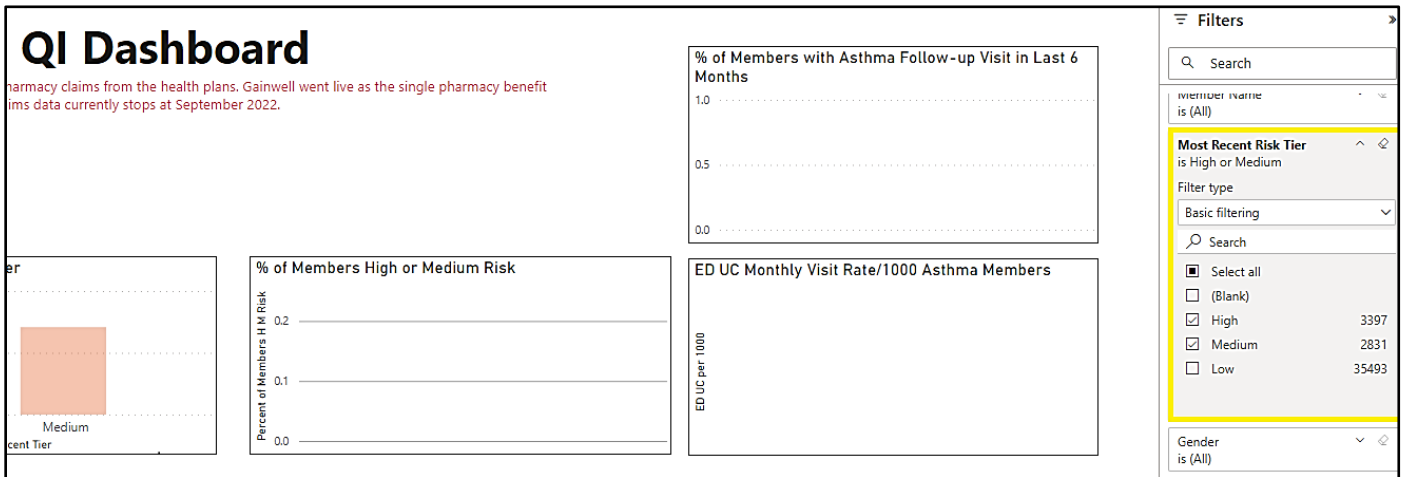 QI Dashboard
harmacy claims from the health plans. Gainwell went live as the single pharmacy benefit
ims data currently stops at September 2022.
% of Members with Asthma Follow-up Visit in Last 6
Months
1.0
0.5
0.0
er
Medium
cent Tier
% of Members High or Medium Risk
Percent of Members H M Risk
0.2
0.1
0.0
ED UC Monthly Visit Rate/1000 Asthma Members
ED UC per 1000
Filters
Search
Member Name
is (All)
Most Recent Risk Tier
is High or Medium
Filter type
Basic filtering
Search
Select all
(Blank)
High 3397
Medium 2831
Low 35493
Gender
is (All)